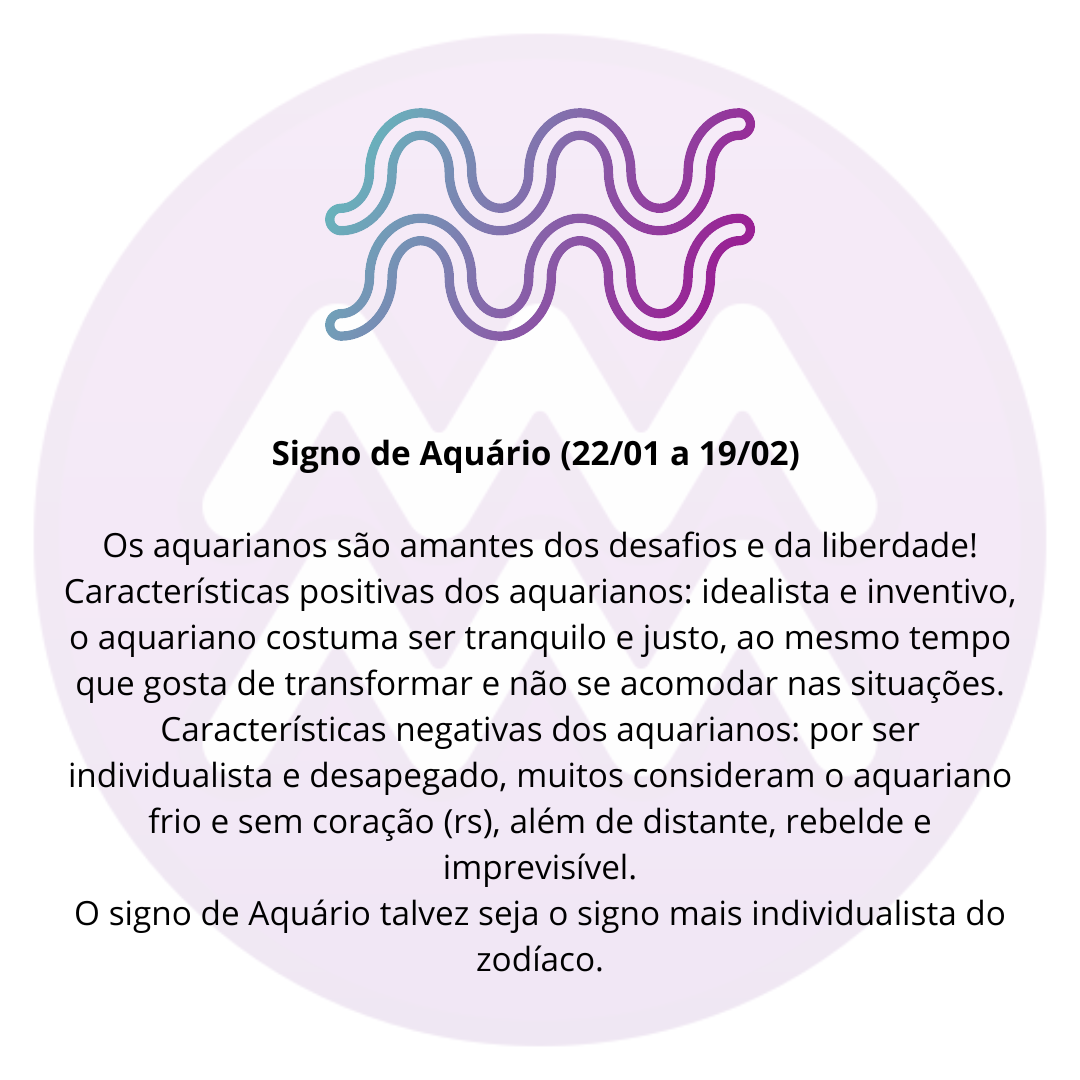 Signo de Aquário (22/01 a 19/02)
Os aquarianos são amantes dos desafios e da liberdade!
Características positivas dos aquarianos: idealista e inventivo,
o aquariano costuma ser tranquilo e justo, ao mesmo tempo
que gosta de transformar e não se acomodar nas situações.
Características negativas dos aquarianos: por ser
individualista e desapegado, muitos consideram o aquariano
frio e sem coração (rs), além de distante, rebelde e
imprevisível.
O signo de Aquário talvez seja o signo mais individualista do
zodíaco.